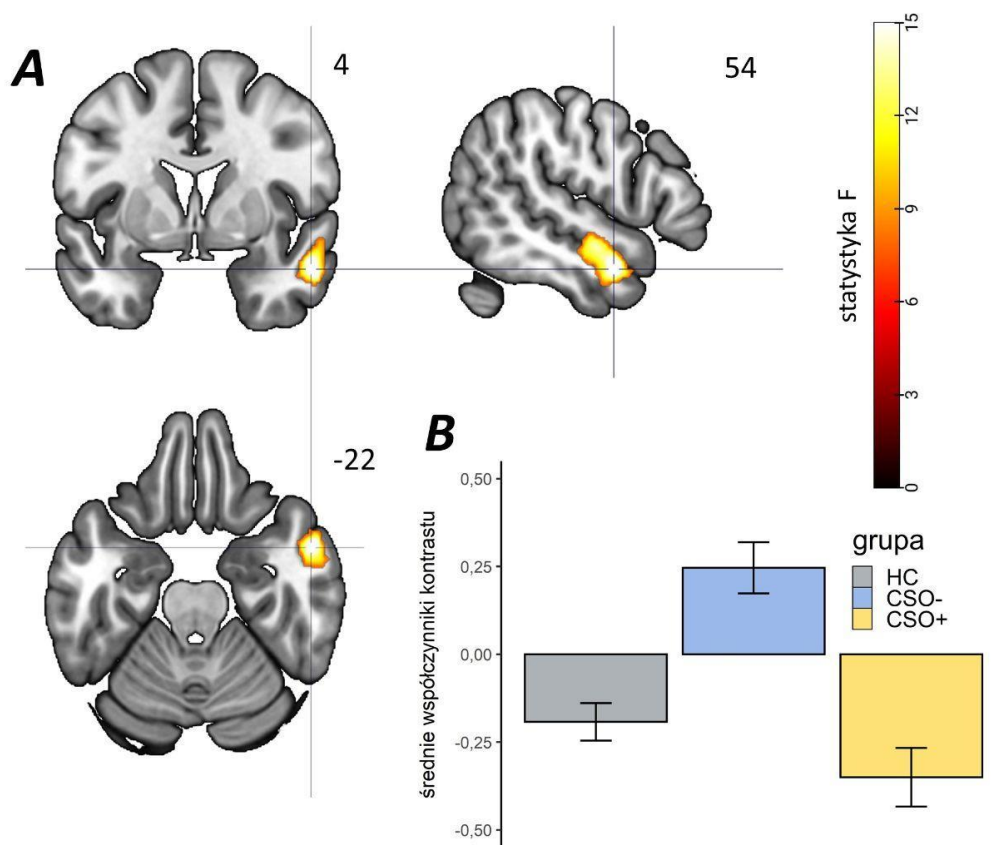 A
4
54
-22
15
12
9
6
3
0
statystyka F
B
0,50
0,25
0,00
-0,25
-0,50
średnie współczynniki kontrastu
grupa
HC
CSO-
CSO+